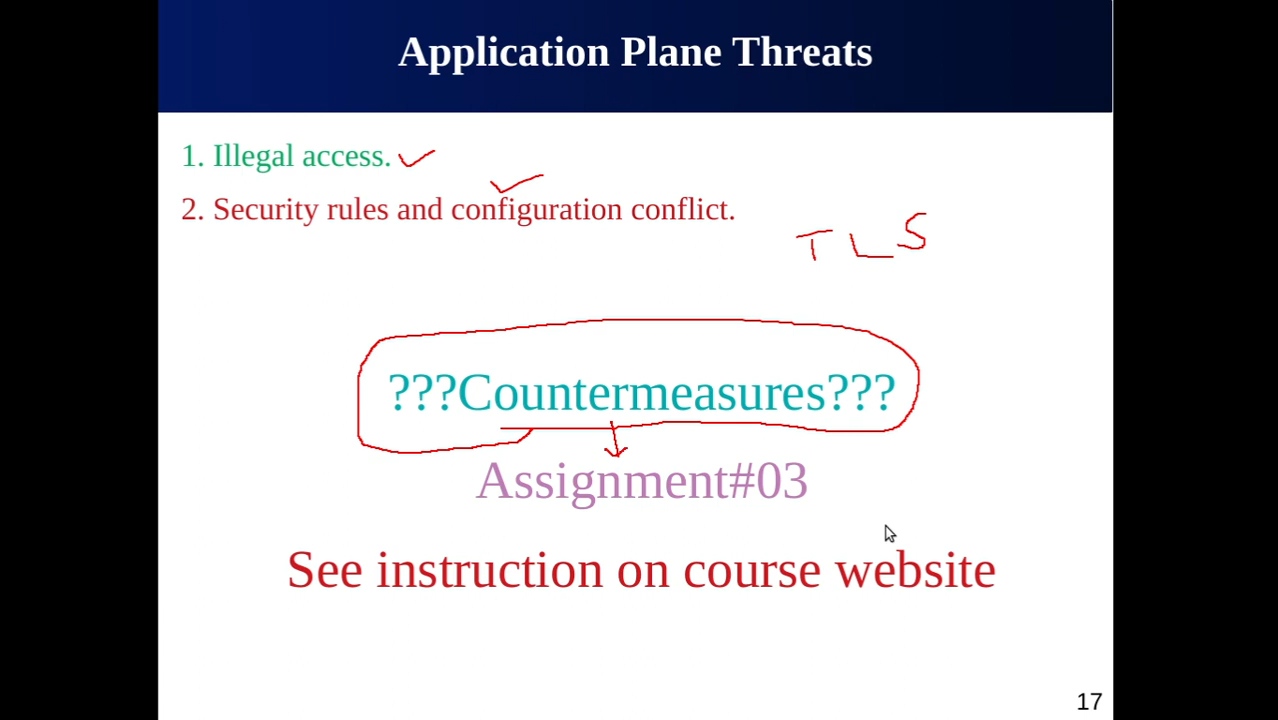 Application Plane Threats
1. Illegal access.
2. Security rules and configuration conflict.
TLS
???Countermeasures???
Assignment#03
See instruction on course website
17